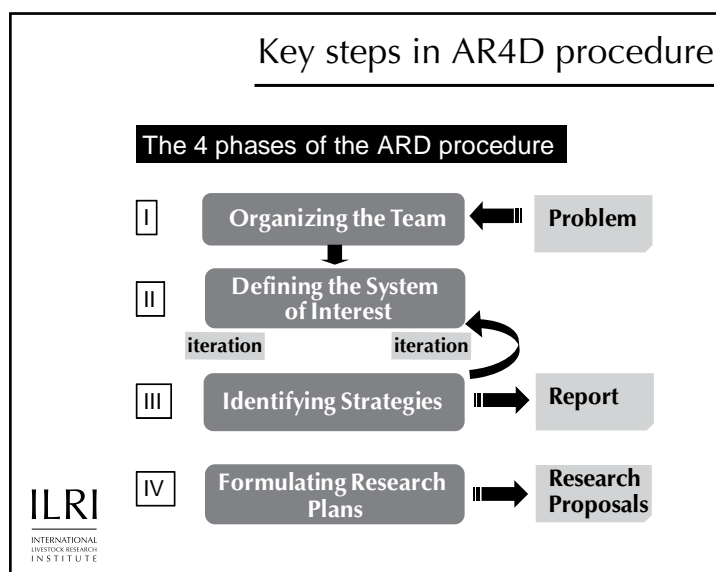 Key steps in AR4D procedure
The 4 phases of the ARD procedure
I
Organizing the Team
Problem
II
Defining the System
of Interest
iteration
iteration
III
Identifying Strategies
Report
IV
Formulating Research
Plans
Research
Proposals
ILRI
INTERNATIONAL
LIVESTOCK RESEARCH
INSTITUTE